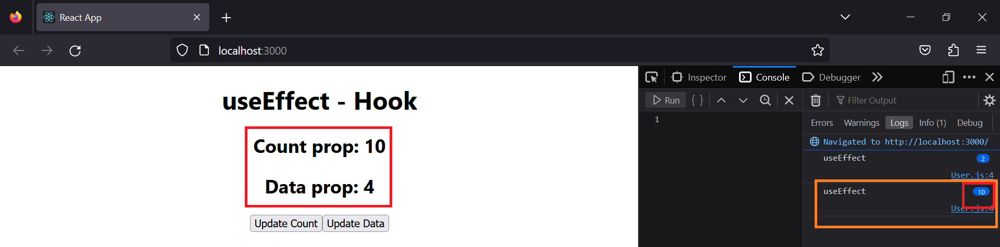 React App
localhost:3000
useEffect - Hook
Count prop: 10
Data prop: 4
Update Count Update Data
Inspector Console Debugger
Run { } Filter Output
1
Errors Warnings Logs Info (1) Debug
Navigated to http://localhost:3000/
useEffect 2
User.js:4
useEffect 10
User.js:4